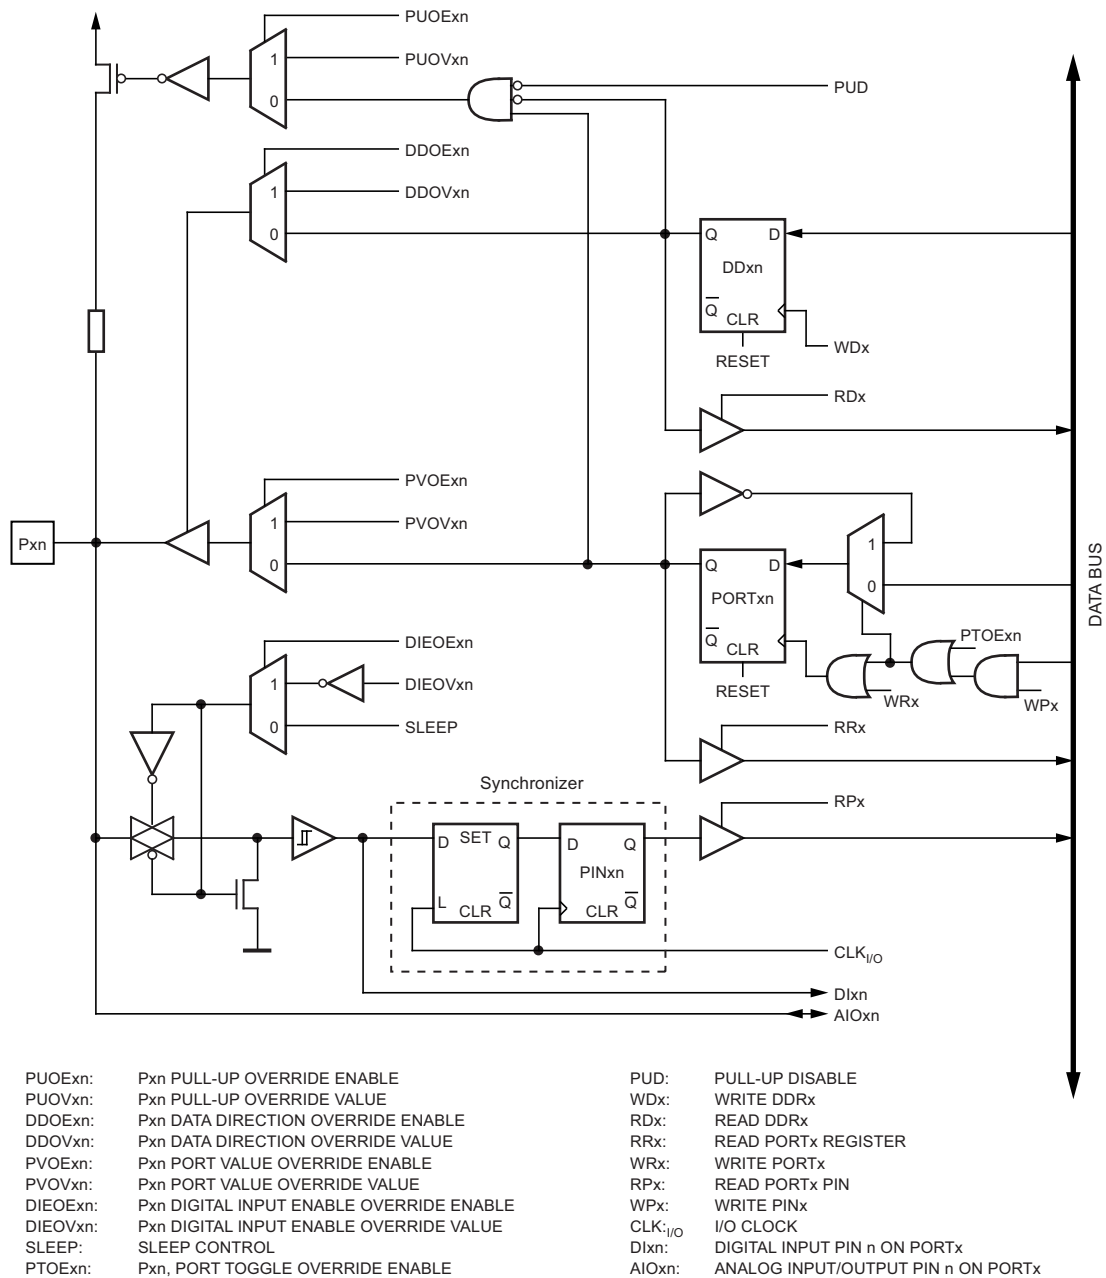 PUOExn
PUOVxn
1
0
PUD
DDOExn
DDOVxn
1
0
Q D
DDxn
Q
CLR
RESET
WDx
RDx
PVOExn
PVOVxn
1
0
Pxn
Q D
PORTxn
Q
CLR
RESET
1
0
PTOExn
WRx
WPx
DATA BUS
DIEOExn
DIEOVxn
1
0
SLEEP
RRx
Synchronizer
RPx
D SET Q
L CLR Q
D Q
PINxn
CLR Q
CLKI/O
DIxn
AIOxn
PUOExn: Pxn PULL-UP OVERRIDE ENABLE
PUOVxn: Pxn PULL-UP OVERRIDE VALUE
DDOExn: Pxn DATA DIRECTION OVERRIDE ENABLE
DDOVxn: Pxn DATA DIRECTION OVERRIDE VALUE
PVOExn: Pxn PORT VALUE OVERRIDE ENABLE
PVOVxn: Pxn PORT VALUE OVERRIDE VALUE
DIEOExn: Pxn DIGITAL INPUT ENABLE OVERRIDE ENABLE
DIEOVxn: Pxn DIGITAL INPUT ENABLE OVERRIDE VALUE
SLEEP: SLEEP CONTROL
PTOExn: Pxn, PORT TOGGLE OVERRIDE ENABLE
PUD: PULL-UP DISABLE
WDx: WRITE DDRx
RDx: READ DDRx
RRx: READ PORTx REGISTER
WRx: WRITE PORTx
RPx: READ PORTx PIN
WPx: WRITE PINx
CLK:I/O I/O CLOCK
DIxn: DIGITAL INPUT PIN n ON PORTx
AIOxn: ANALOG INPUT/OUTPUT PIN n ON PORTx